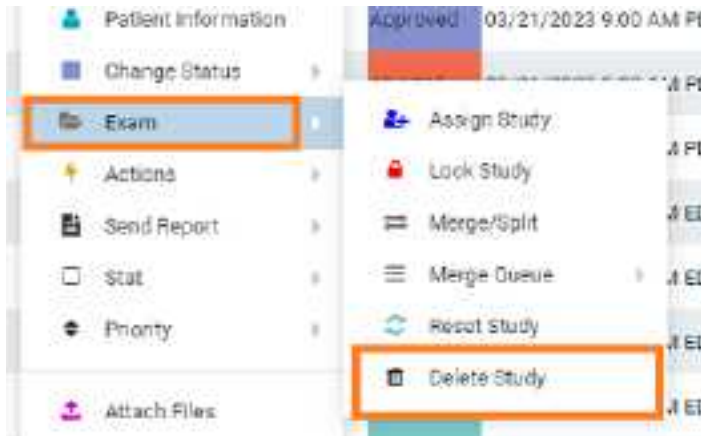 Patient Information
Approved 03/21/2023 9:00 AM
Change Status
Exam
Actions
Send Report
Stat
Priority
Attach Files
Assign Study
Lock Study
Merge/Split
Merge Queue
Reset Study
Delete Study